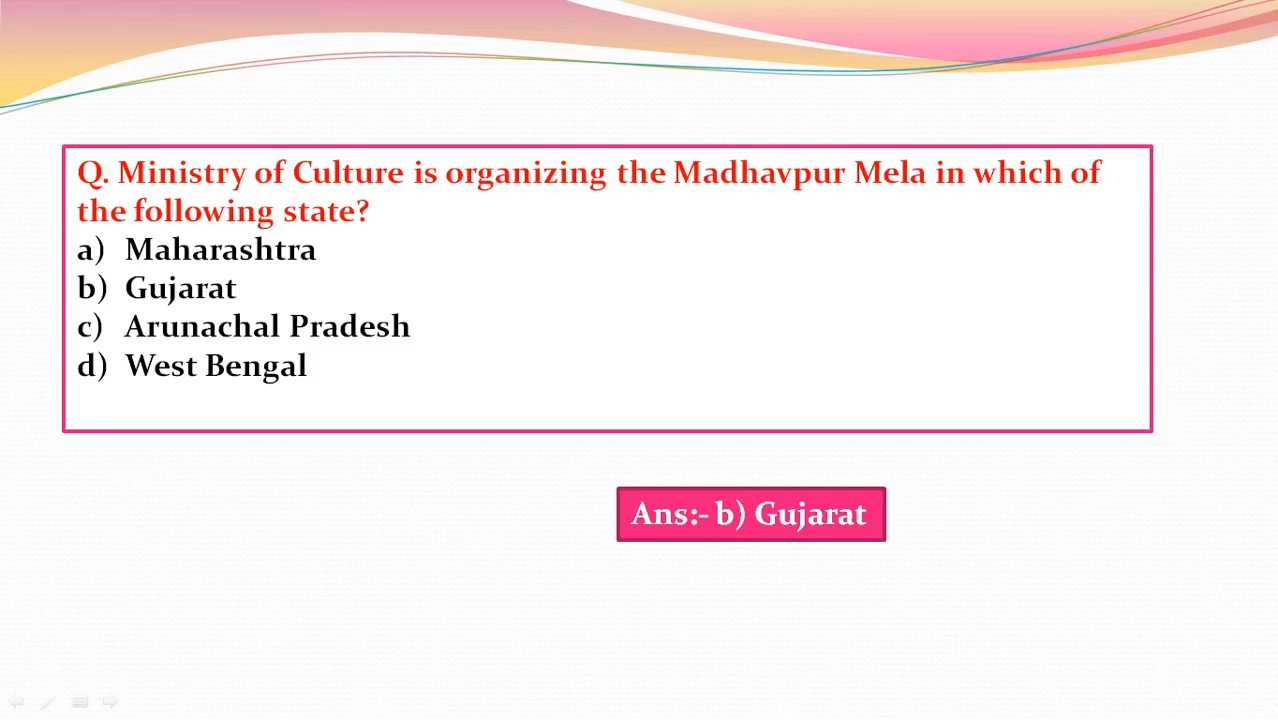 Q. Ministry of Culture is organizing the Madhavpur Mela in which of
the following state?
a) Maharashtra
b) Gujarat
c) Arunachal Pradesh
d) West Bengal
Ans:- b) Gujarat